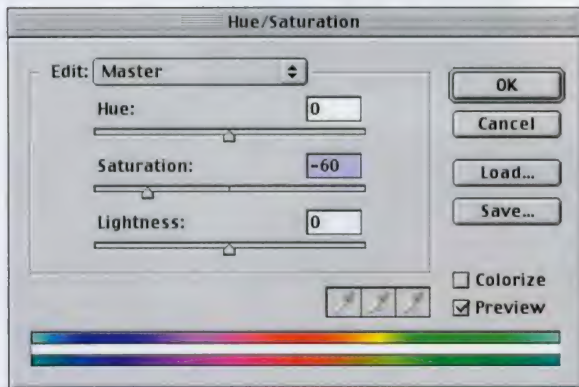 Hue/Saturation
Edit: Master
OK
Hue: 0
Cancel
Saturation: -60
Load...
Lightness: 0
Save...
Colorize
Preview